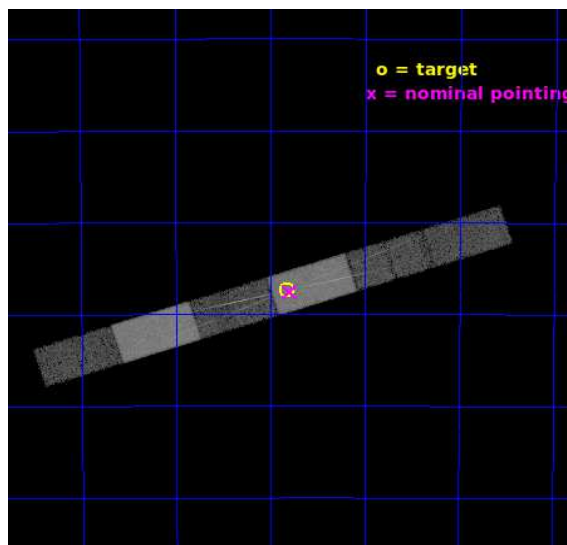 o = target
x = nominal pointing